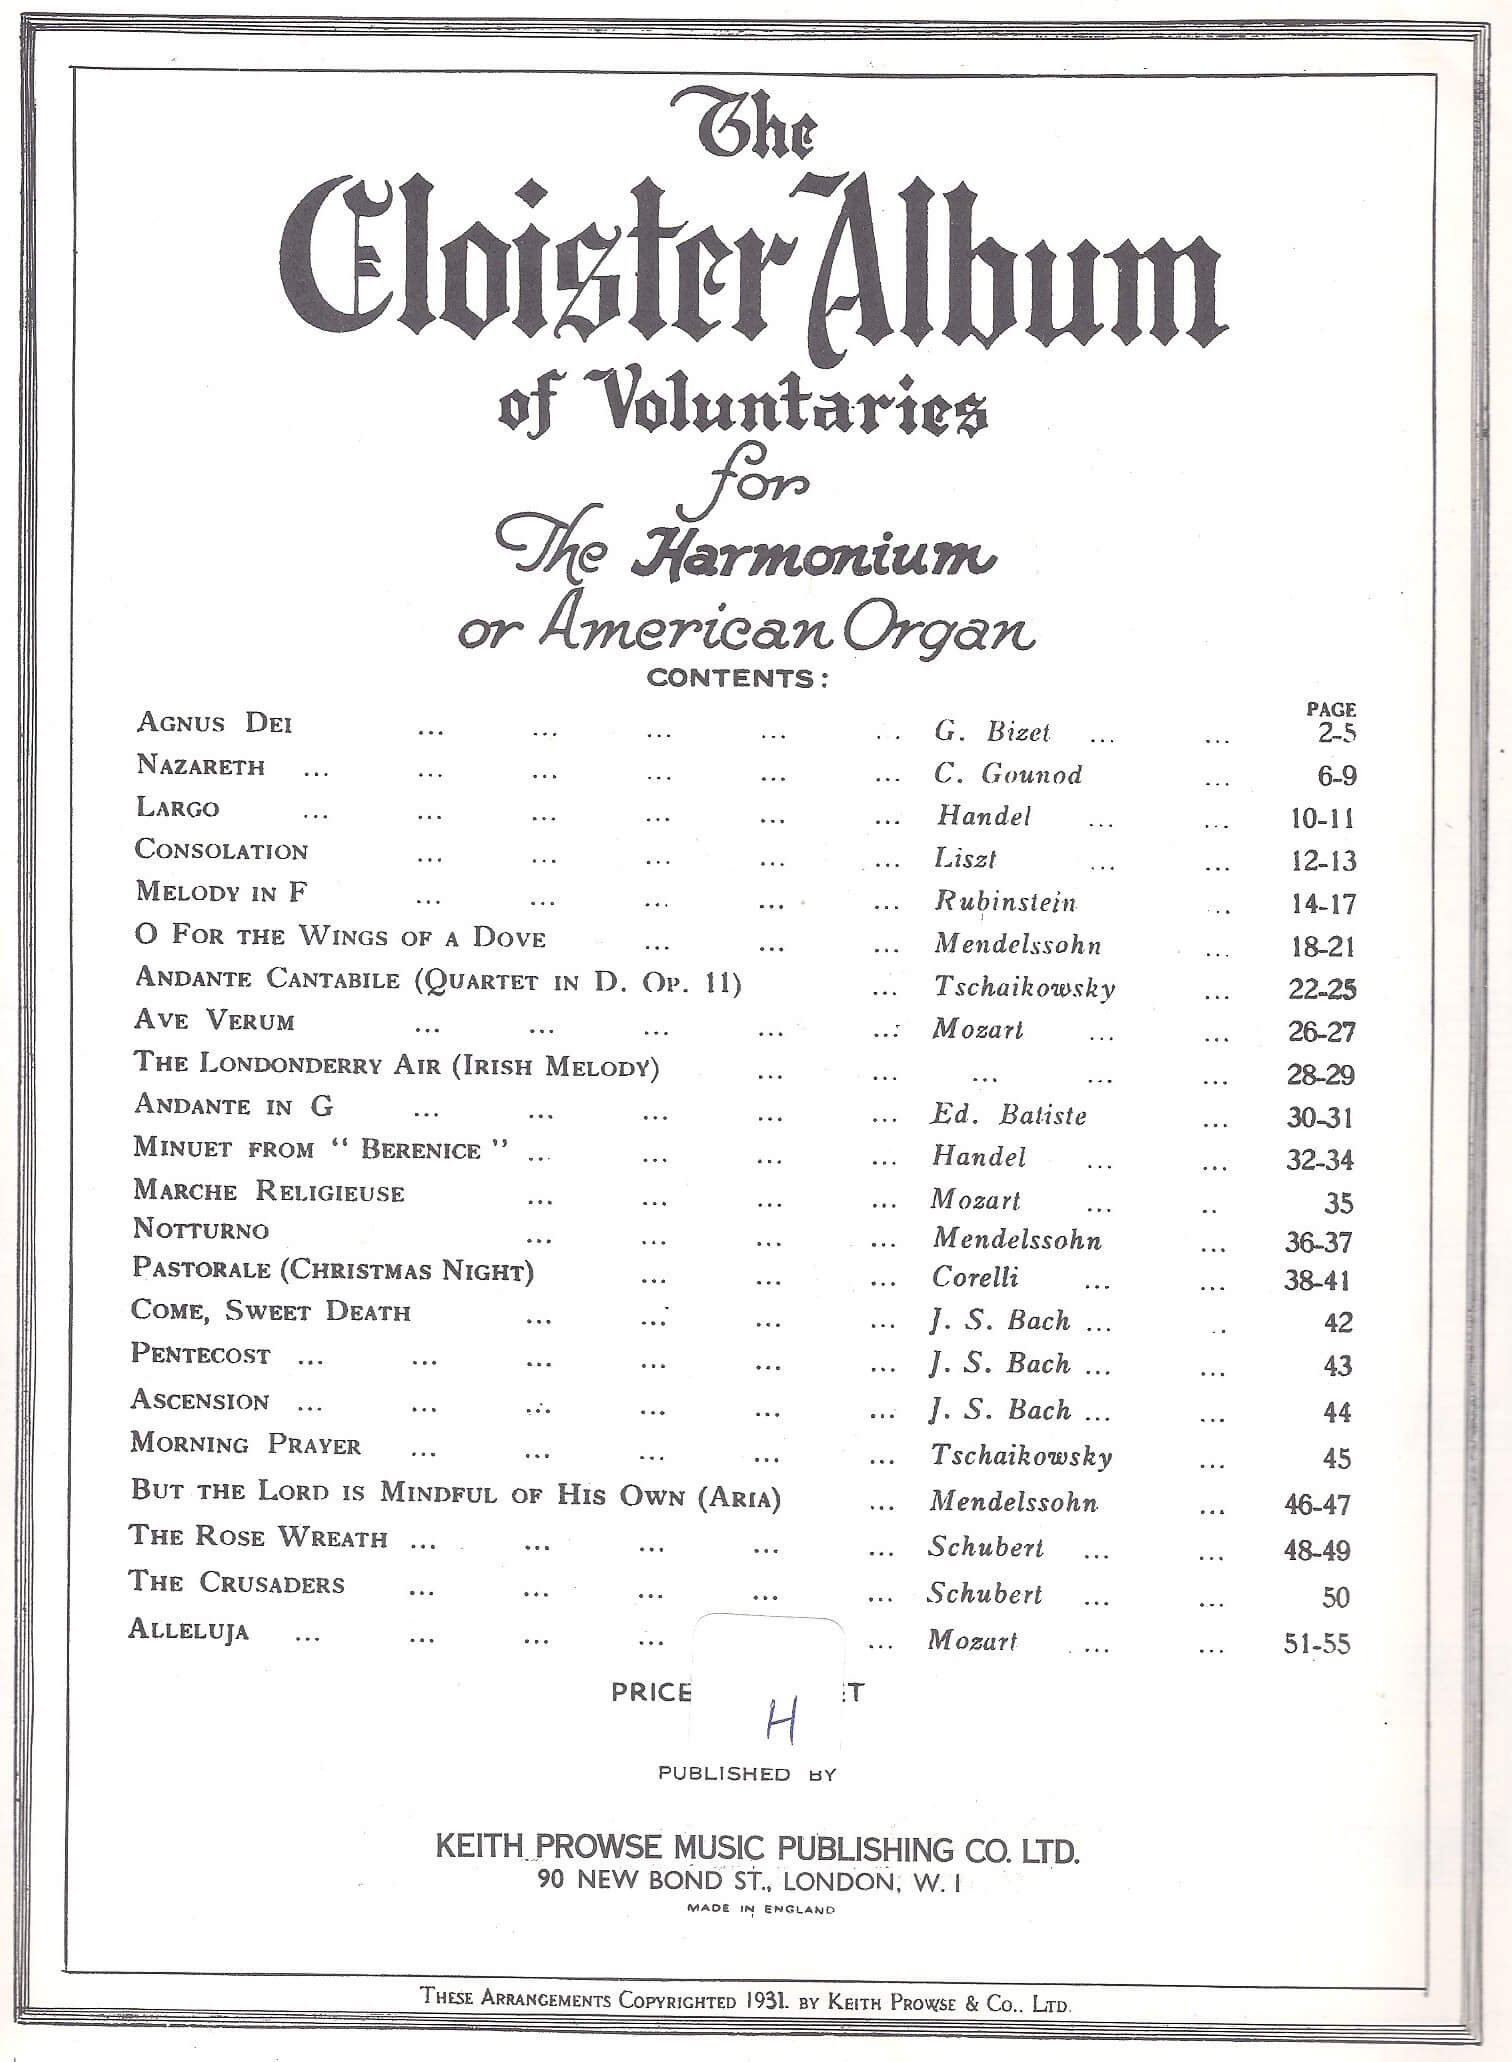 The
Cloister Album
of Voluntaries
for
The Harmonium
or American Organ
CONTENTS:
PAGE
AGNUS DEI ... ... ... ... .. G. Bizet ... ... 2-5
NAZARETH ... ... ... ... ... ... C. Gounod ... 6-9
LARGO ... ... ... ... ... ... Handel ... ... 10-11
CONSOLATION ... ... ... ... ... Liszt ... ... 12-13
MELODY IN F ... ... ... ... ... Rubinstein .. 14-17
O FOR THE WINGS OF A DOVE ... ... ... Mendelssohn ... 18-21
ANDANTE CANTABILE (QUARTET IN D. OP. 11) ... Tschaikowsky ... 22-25
AVE VERUM ... ... ... ... ... Mozart ... ... 26-27
THE LONDONDERRY AIR (IRISH MELODY) ... ... ... ... ... 28-29
ANDANTE IN G ... ... ... ... ... Ed. Batiste ... 30-31
MINUET FROM " BERENICE " ... ... ... ... Handel ... ... 32-34
MARCHE RELIGIEUSE ... ... ... ... Mozart ... .. 35
NOTTURNO ... ... ... ... Mendelssohn ... 36-37
PASTORALE (CHRISTMAS NIGHT) ... ... ... Corelli ... ... 38-41
COME, SWEET DEATH ... ... ... ... J. S. Bach ... .. 42
PENTECOST ... ... ... ... ... ... J. S. Bach ... ... 43
ASCENSION ... ... ... ... ... ... J. S. Bach ... ... 44
MORNING PRAYER ... ... ... ... ... Tschaikowsky ... 45
BUT THE LORD IS MINDFUL OF HIS OWN (ARIA) ... Mendelssohn ... 46-47
THE ROSE WREATH ... ... ... ... ... Schubert ... ... 48-49
THE CRUSADERS ... ... ... ... ... Schubert ... ... 50
ALLELUJA ... ... ... ... ... Mozart ... ... 51-55
PRICE
H
PUBLISHED BY
KEITH PROWSE MUSIC PUBLISHING CO. LTD.
90 NEW BOND ST., LONDON, W. 1
MADE IN ENGLAND
THESE ARRANGEMENTS COPYRIGHTED 1931. BY KEITH PROWSE & CO., LTD.